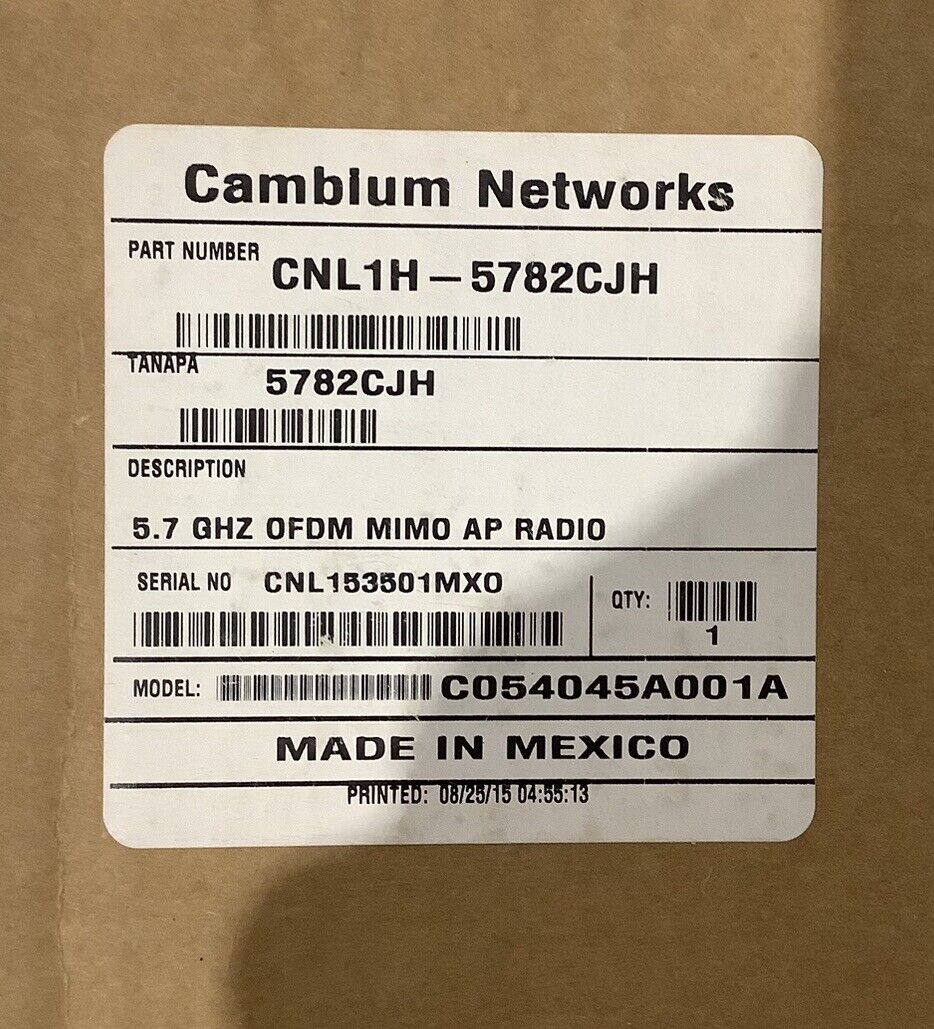 Cambium Networks
PART NUMBER CNL1H-5782CJH
TANAPA 5782CJH
DESCRIPTION
5.7 GHZ OFDM MIMO AP RADIO
SERIAL NO CNL153501MXO
QTY:
1
MODEL: C054045A001A
MADE IN MEXICO
PRINTED: 08/25/15 04:55:13